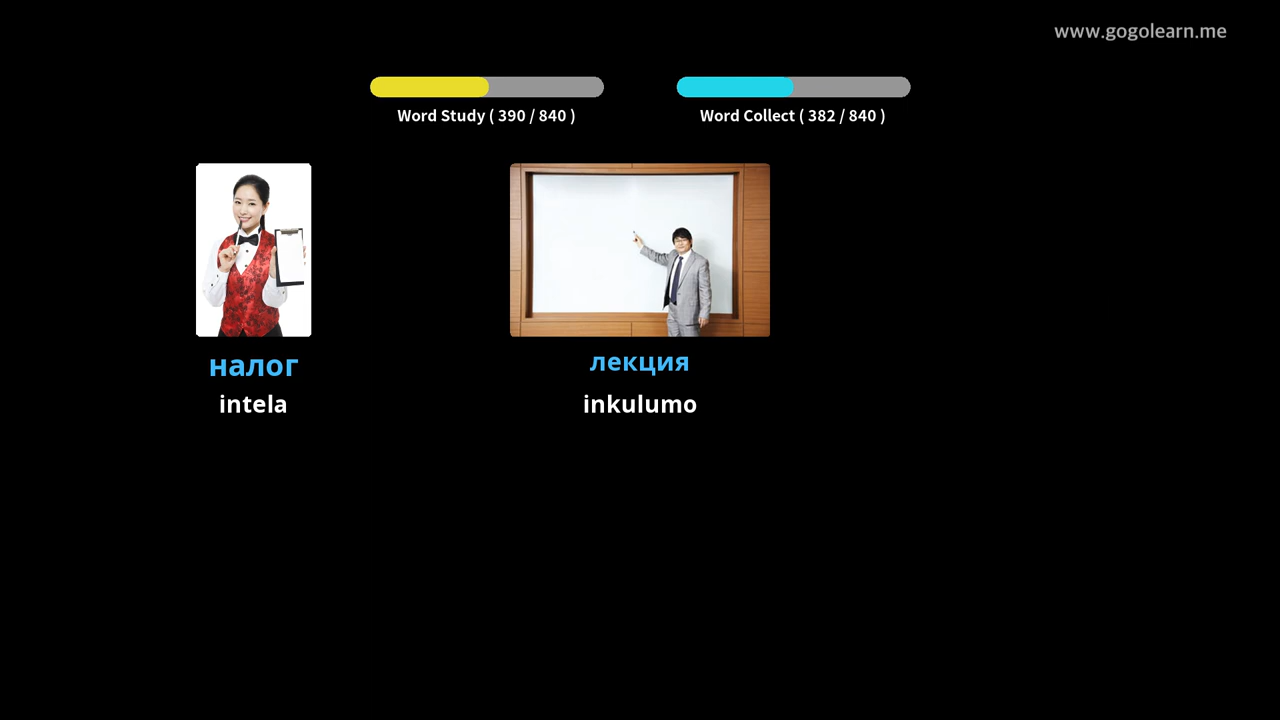 www.gogolearn.me
Word Study ( 390 / 840 )
Word Collect ( 382 / 840 )
налог
intela
лекция
inkulumo